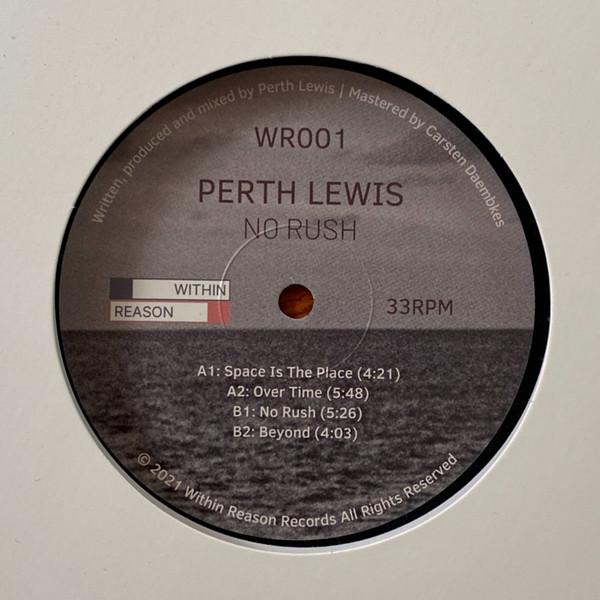 Written, produced and mixed by Perth Lewis | Mastered by Carsten Daembkes
WR001
PERTH LEWIS
NO RUSH
WITHIN
REASON
33RPM
A1: Space Is The Place (4:21)
A2: Over Time (5:48)
B1: No Rush (5:26)
B2: Beyond (4:03)
© 2021 Within Reason Records All Rights Reserved